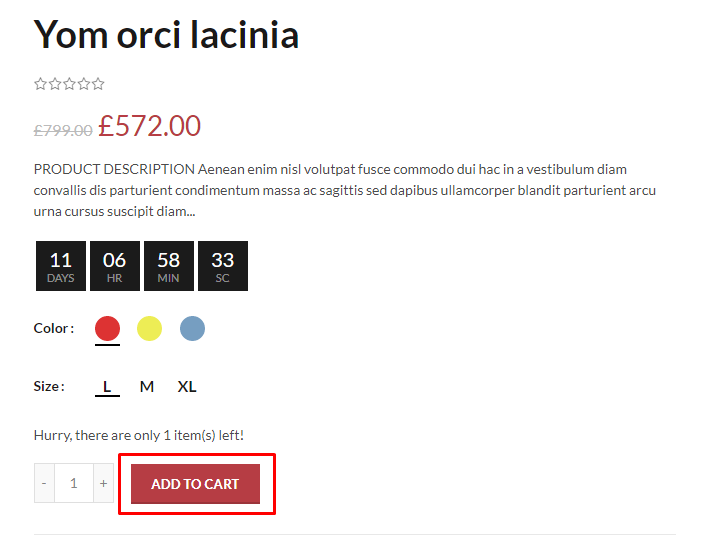 Yom orci lacinia
£799.00 £572.00
PRODUCT DESCRIPTION Aenean enim nisl volutpat fusce commodo dui hac in a vestibulum diam
convallis dis parturient condimentum massa ac sagittis sed dapibus ullamcorper blandit parturient arcu
urna cursus suscipit diam...
11 06 58 33
DAYS HR MIN SC
Color :
Size : L M XL
Hurry, there are only 1 item(s) left!
- 1 + ADD TO CART